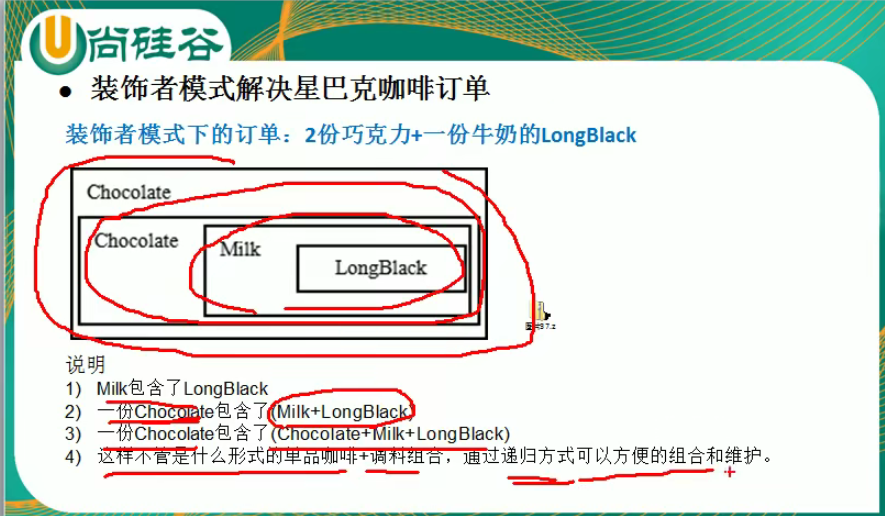 尚硅谷
● 装饰者模式解决星巴克咖啡订单
装饰者模式下的订单：2份巧克力+一份牛奶的LongBlack
Chocolate
Chocolate
Milk
LongBlack
说明
1) Milk包含了LongBlack
2) 一份Chocolate包含了(Milk+LongBlack)
3) 一份Chocolate包含了(Chocolate+Milk+LongBlack)
4) 这样不管是什么形式的单品咖啡+调料组合，通过递归方式可以方便的组合和维护。